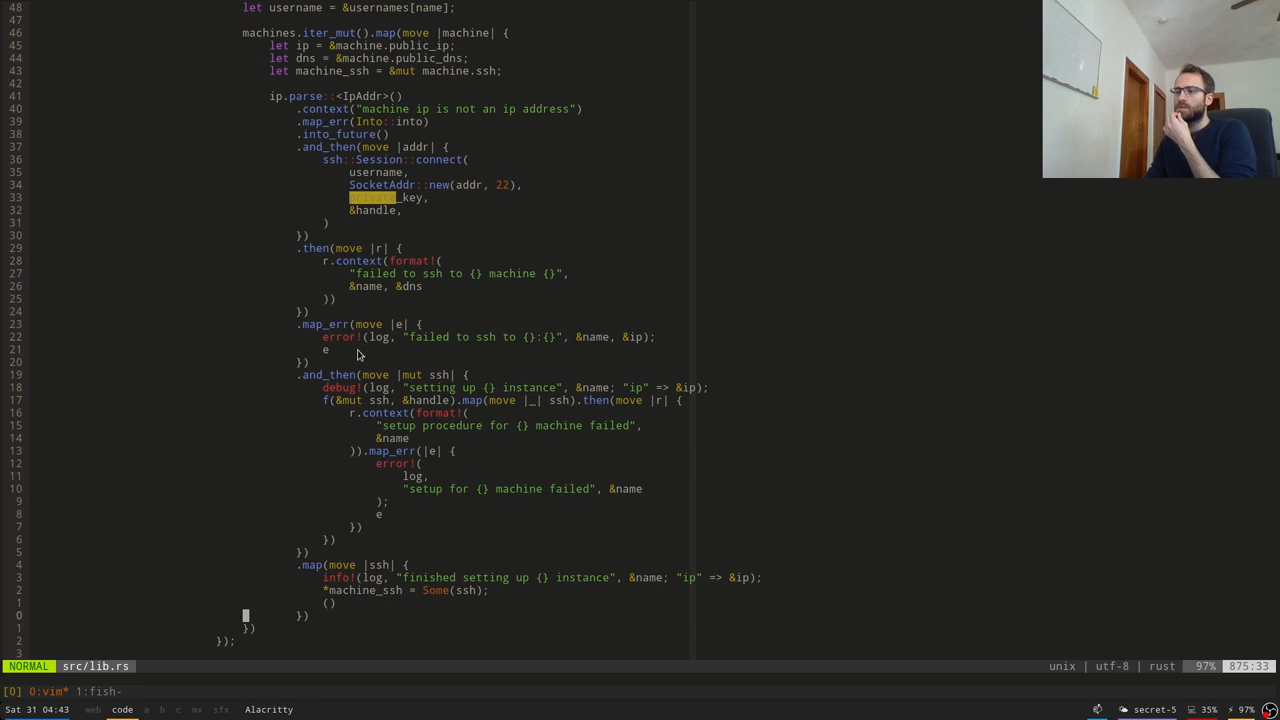 48 let username = &usernames[name];
47
46 machines.iter_mut().map(move |machine| {
45 let ip = &machine.public_ip;
44 let dns = &machine.public_dns;
43 let machine_ssh = &mut machine.ssh;
42
41 ip.parse::<IpAddr>()
40 .context("machine ip is not an ip address")
39 .map_err(Into::into)
38 .into_future()
37 .and_then(move |addr| {
36 ssh::Session::connect(
35 username,
34 SocketAddr::new(addr, 22),
33 private_key,
32 &handle,
31 )
30 })
29 .then(move |r| {
28 r.context(format!(
27 "failed to ssh to {} machine {}",
26 &name, &dns
25 ))
24 })
23 .map_err(move |e| {
22 error!(log, "failed to ssh to {}:{}", &name, &ip);
21 e
20 })
19 .and_then(move |mut ssh| {
18 debug!(log, "setting up {} instance", &name; "ip" => &ip);
17 f(&mut ssh, &handle).map(move |_| ssh).then(move |r| {
16 r.context(format!(
15 "setup procedure for {} machine failed",
14 &name
13 )).map_err(|e| {
12 error!(
11 log,
10 "setup for {} machine failed", &name
9 );
8 e
7 })
6 })
5 })
4 .map(move |ssh| {
3 info!(log, "finished setting up {} instance", &name; "ip" => &ip);
2 *machine_ssh = Some(ssh);
1 ()
0 })
1 })
2 });
3
NORMAL src/lib.rs unix | utf-8 | rust 97% 875:33
[0] 0:vim* 1:fish-
Sat 31 04:43 web code a b c mx sfx Alacritty secret-5 35% 97%